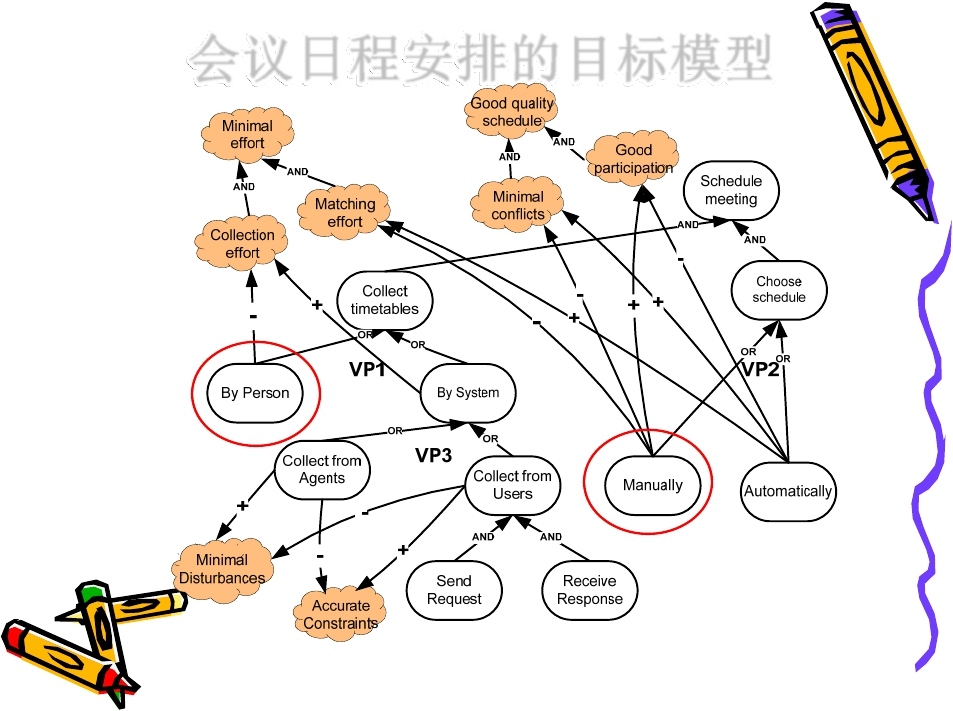 会议日程安排的目标模型
Good quality
schedule
Minimal
effort
AND
Good
participation
AND
AND
AND
Schedule
meeting
Matching
effort
Minimal
conflicts
Collection
effort
AND
AND
-
Collect
timetables
Choose
schedule
-
+
+
+
-
-
+
OR
OR
VP1
OR
OR
VP2
By Person
By System
OR
OR
VP3
Collect from
Agents
Collect from
Users
Manually
Automatically
+
-
-
+
AND
AND
Minimal
Disturbances
Send
Request
Receive
Response
Accurate
Constraints